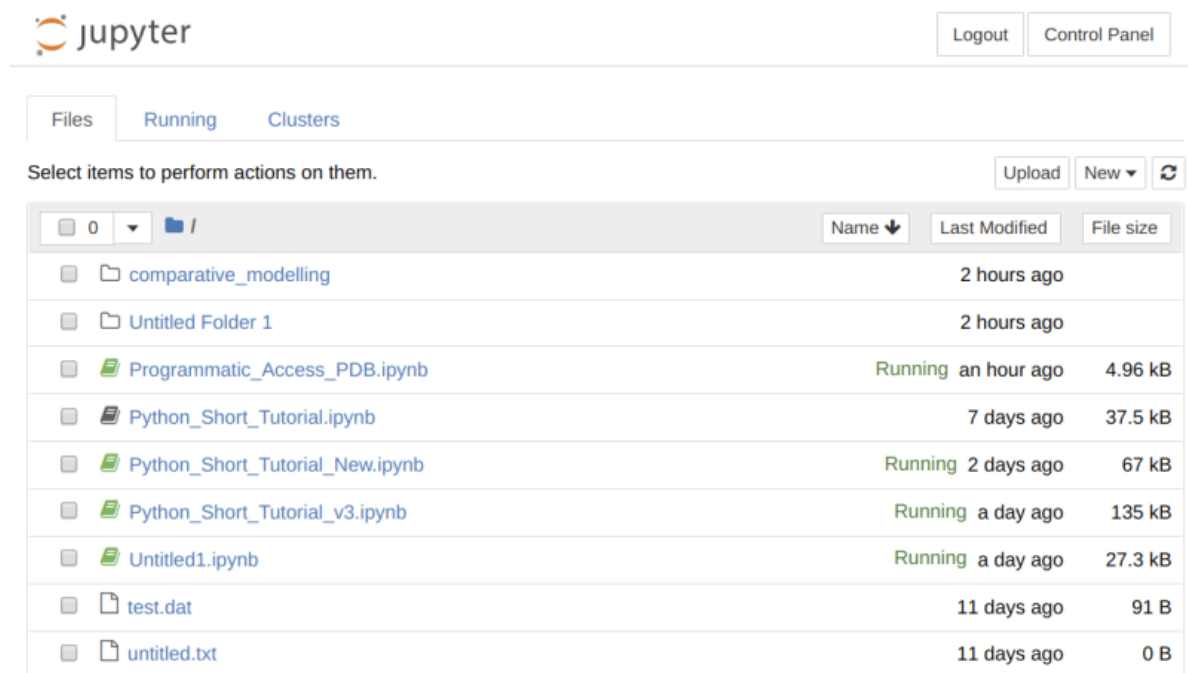 jupyter Logout Control Panel
Files Running Clusters
Select items to perform actions on them. Upload New
0 / Name Last Modified File size
comparative_modelling 2 hours ago
Untitled Folder 1 2 hours ago
Programmatic_Access_PDB.ipynb Running an hour ago 4.96 kB
Python_Short_Tutorial.ipynb 7 days ago 37.5 kB
Python_Short_Tutorial_New.ipynb Running 2 days ago 67 kB
Python_Short_Tutorial_v3.ipynb Running a day ago 135 kB
Untitled1.ipynb Running a day ago 27.3 kB
test.dat 11 days ago 91 B
untitled.txt 11 days ago 0 B